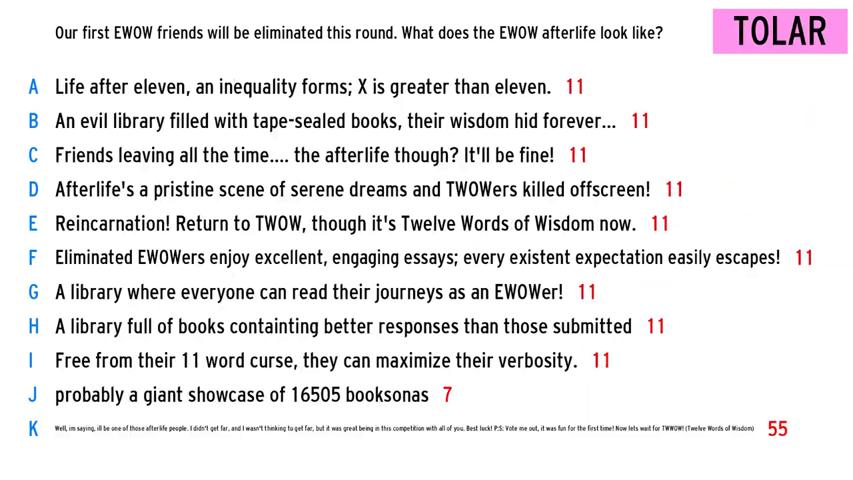 Our first EWOW friends will be eliminated this round. What does the EWOW afterlife look like?
TOLAR
A Life after eleven, an inequality forms; X is greater than eleven. 11
B An evil library filled with tape-sealed books, their wisdom hid forever... 11
C Friends leaving all the time.... the afterlife though? It'll be fine! 11
D Afterlife's a pristine scene of serene dreams and TWOWers killed offscreen! 11
E Reincarnation! Return to TWOW, though it's Twelve Words of Wisdom now. 11
F Eliminated EWOWers enjoy excellent, engaging essays; every existent expectation easily escapes! 11
G A library where everyone can read their journeys as an EWOWer! 11
H A library full of books containting better responses than those submitted 11
I Free from their 11 word curse, they can maximize their verbosity. 11
J probably a giant showcase of 16505 booksonas 7
K Well, im saying, ill be one of those afterlife people. I didn't get far, and I wasn't thinking to get far, but it was great being in this competition with all of you. Best luck! P:S: Vote me out, it was fun for the first time! Now lets wait for TWWOW! (Twelve Words of Wisdom) 55